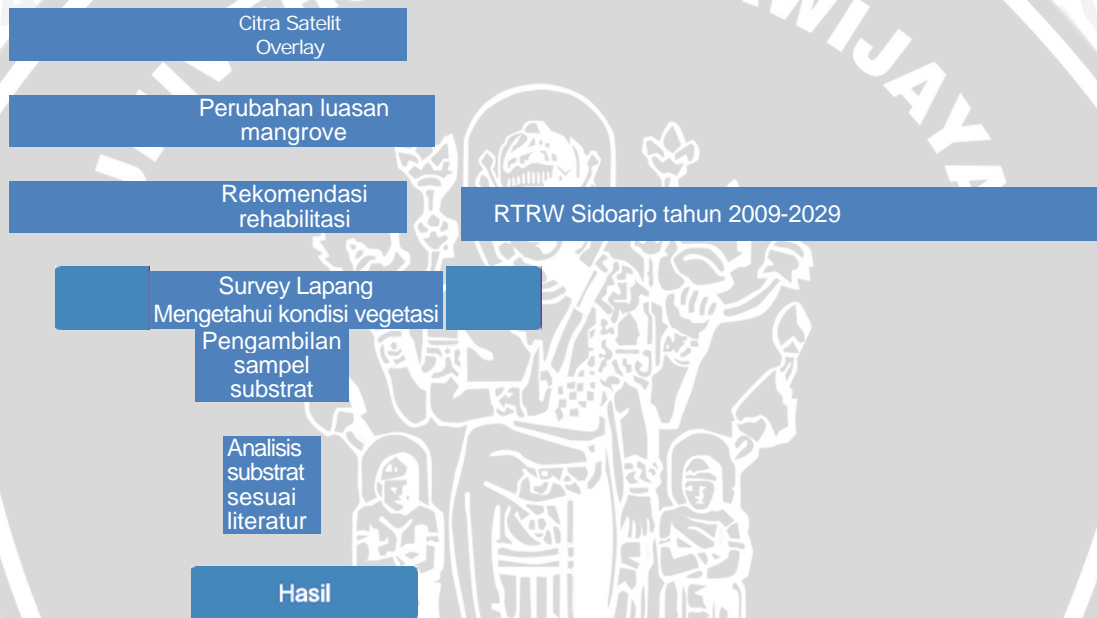 WIJAYA
Citra Satelit
Overlay
Perubahan luasan
mangrove
Rekomendasi
rehabilitasi
RTRW Sidoarjo tahun 2009-2029
Survey Lapang
Mengetahui kondisi vegetasi
Pengambilan
sampel
substrat
Analisis
substrat
sesuai
literatur
Hasil